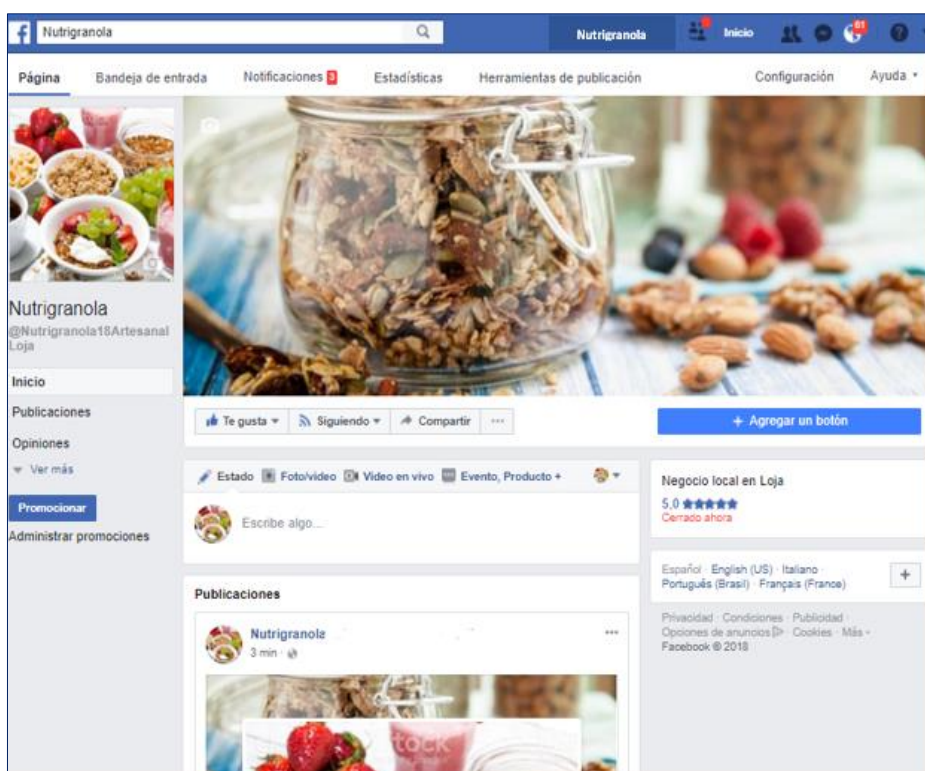 Nutrigranola
Nutrigranola
Inicio
81
Página
Bandeja de entrada
Notificaciones 3
Estadísticas
Herramientas de publicación
Configuración
Ayuda
Nutrigranola
@Nutrigranola18Artesanal
Loja
Inicio
Publicaciones
Opiniones
Ver más
Promocionar
Administrar promociones
Te gusta
Siguiendo
Compartir
+ Agregar un botón
Estado
Foto/video
Video en vivo
Evento, Producto +
Escribe algo...
Publicaciones
Nutrigranola
3 min
Negocio local en Loja
5,0 ★★★★★
Cerrado ahora
Español · English (US) · Italiano ·
Português (Brasil) · Français (France)
Privacidad · Condiciones · Publicidad ·
Opciones de anuncios · Cookies · Más
Facebook © 2018